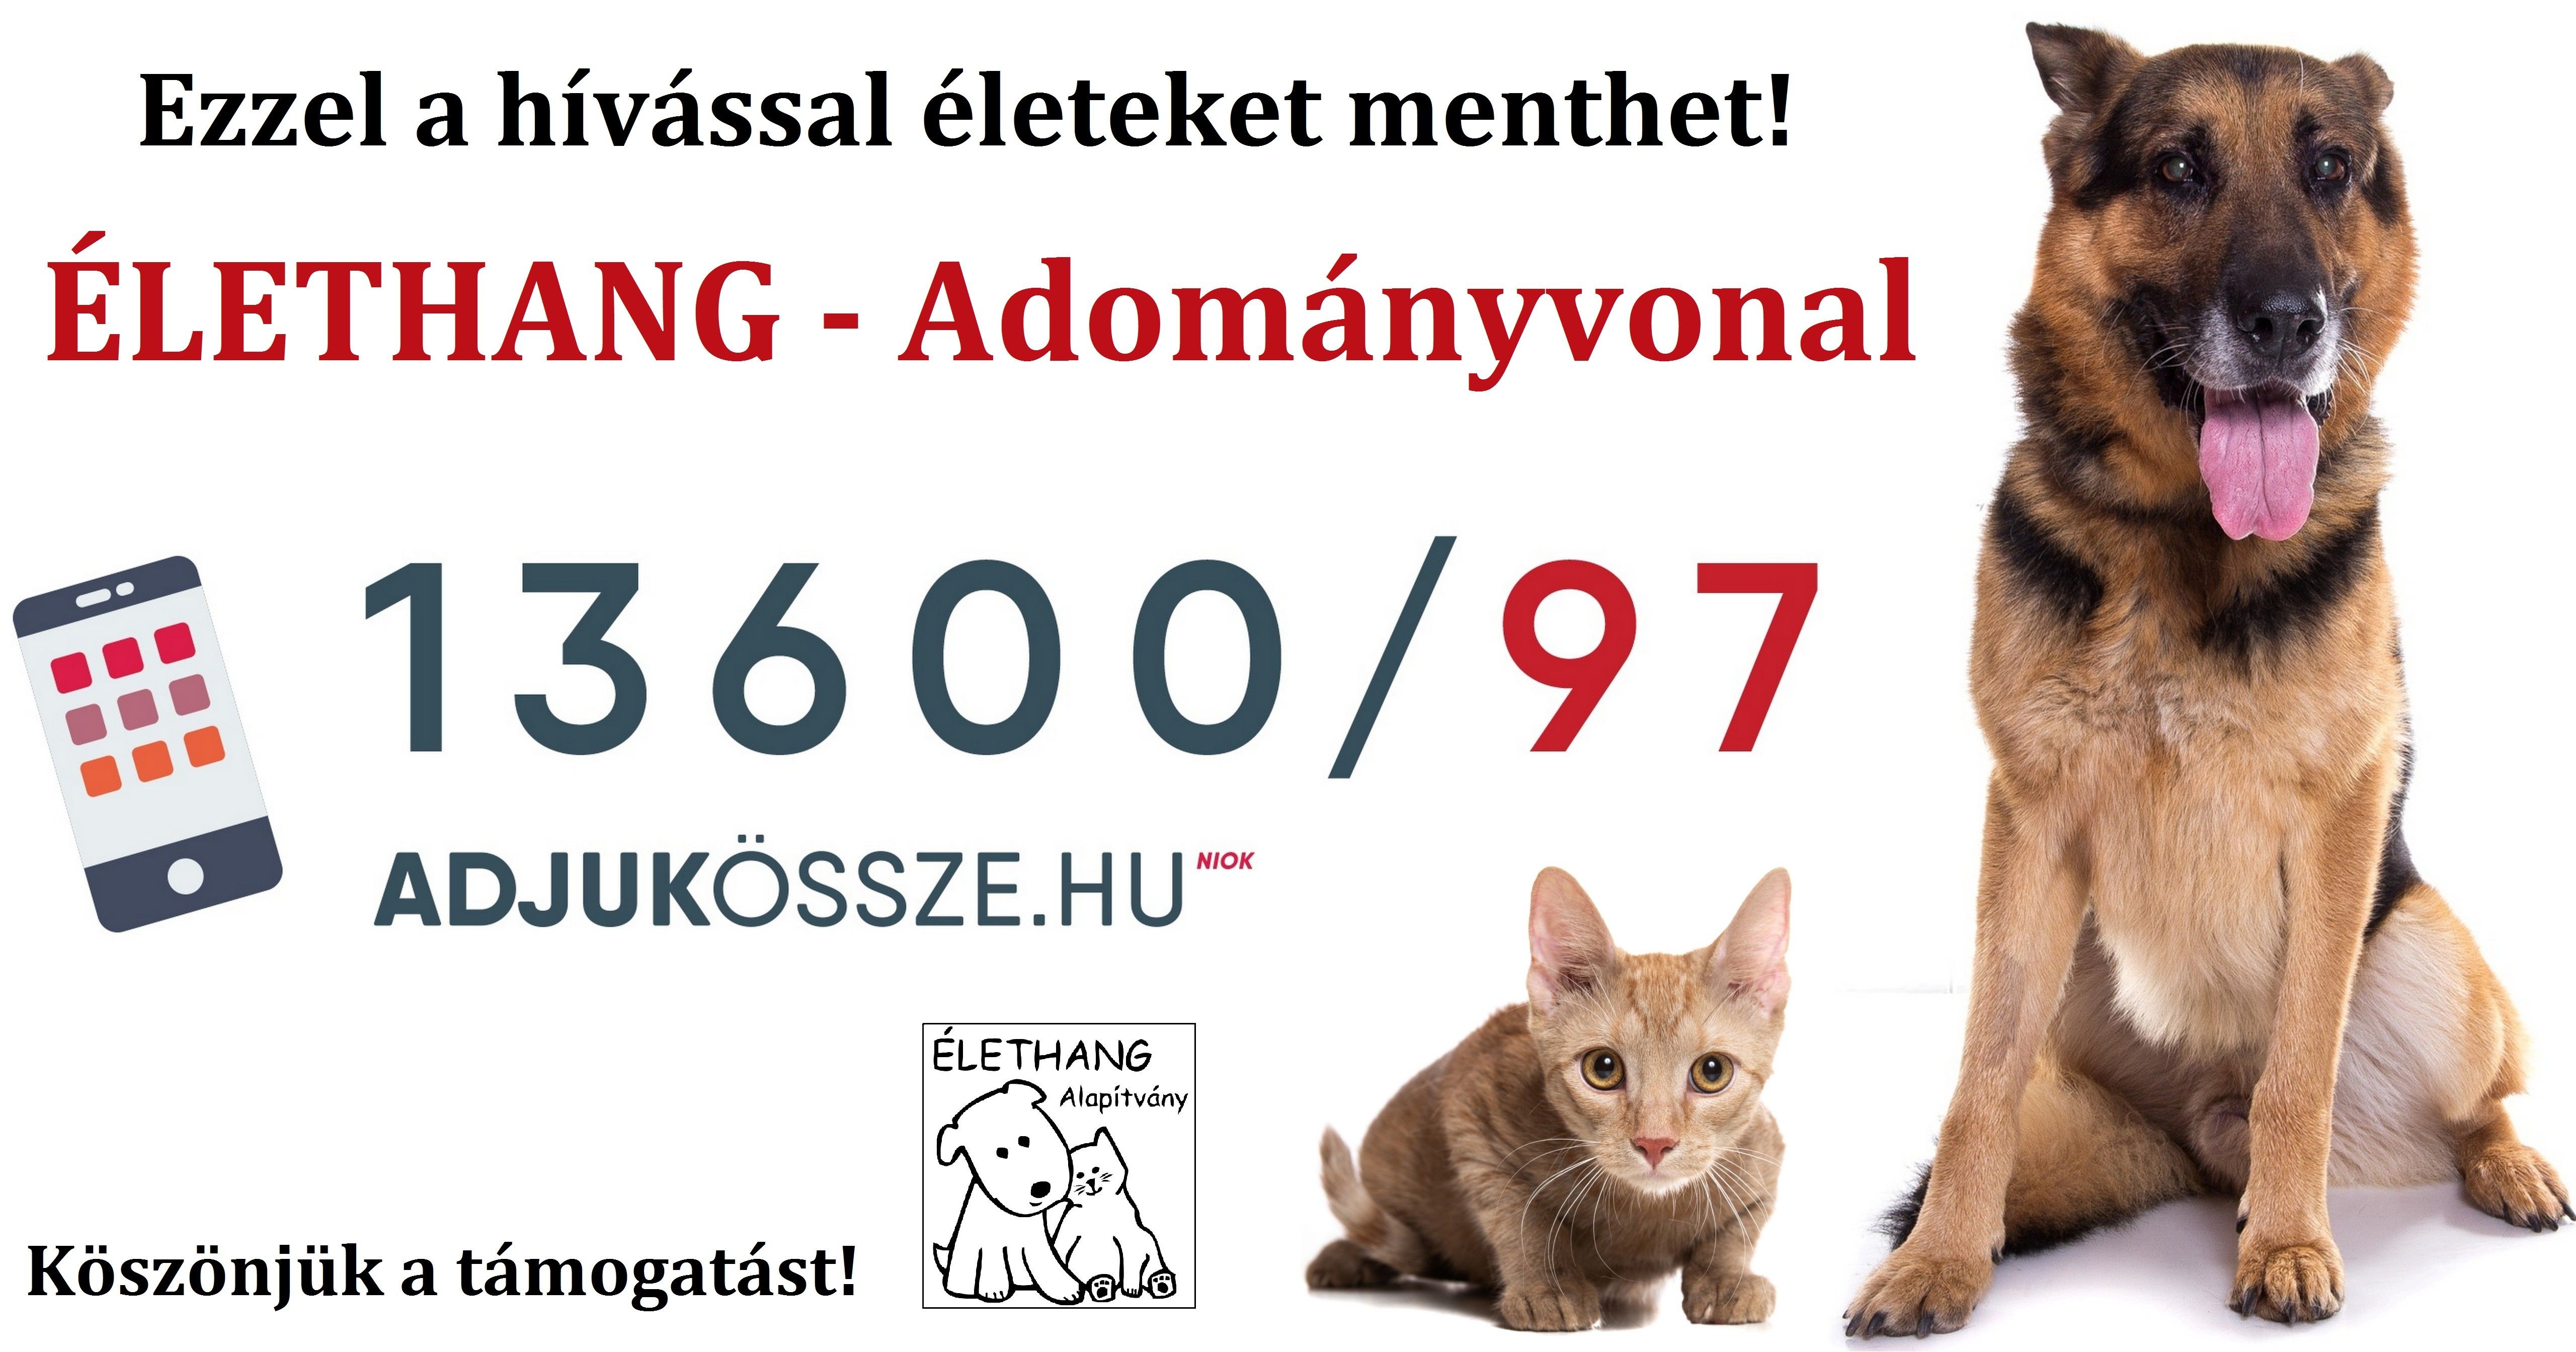 Ezzel a hívással életeket menthet!
ÉLETHANG - Adományvonal
13600/97
ADJUKÖSSZE.HU NIOK
ÉLETHANG
Alapítvány
Köszönjük a támogatást!